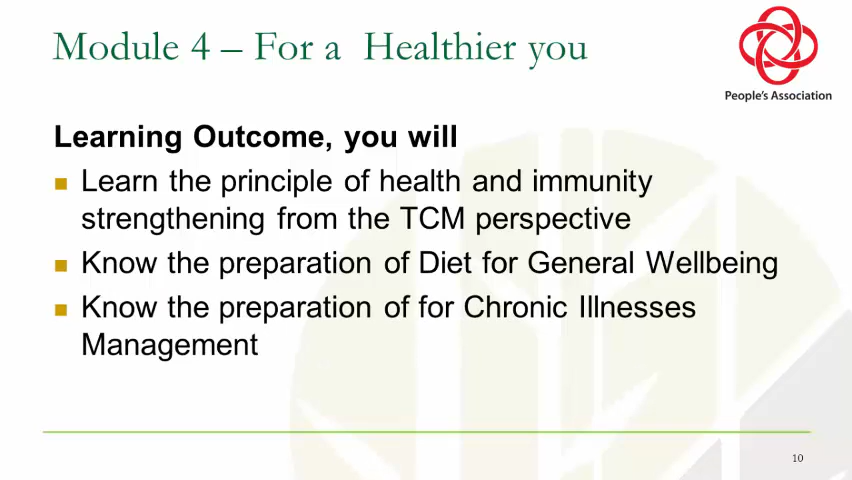 Module 4 – For a  Healthier you
People's Association
Learning Outcome, you will
Learn the principle of health and immunity
strengthening from the TCM perspective
Know the preparation of Diet for General Wellbeing
Know the preparation of for Chronic Illnesses
Management
10